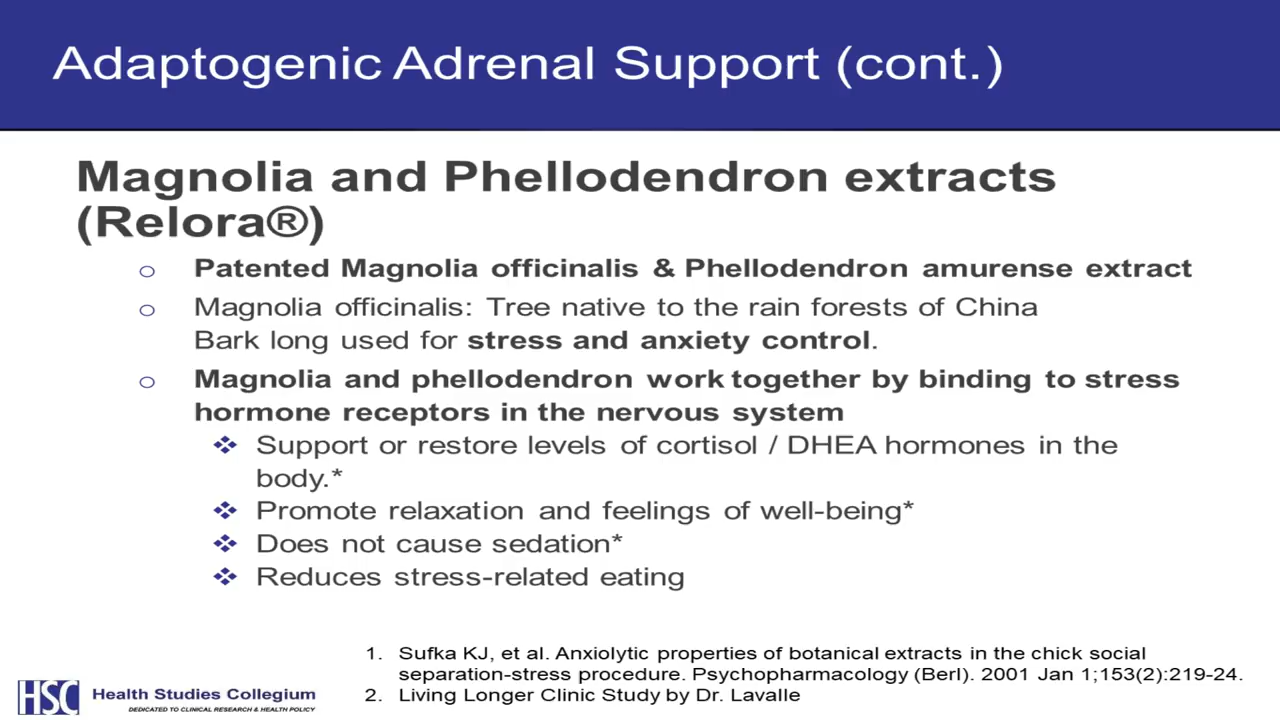 Adaptogenic Adrenal Support (cont.)
Magnolia and Phellodendron extracts
(Relora®)
Patented Magnolia officinalis & Phellodendron amurense extract
Magnolia officinalis: Tree native to the rain forests of China
Bark long used for stress and anxiety control.
Magnolia and phellodendron work together by binding to stress
hormone receptors in the nervous system
Support or restore levels of cortisol / DHEA hormones in the
body.*
Promote relaxation and feelings of well-being*
Does not cause sedation*
Reduces stress-related eating
1. Sufka KJ, et al. Anxiolytic properties of botanical extracts in the chick social
separation-stress procedure. Psychopharmacology (Berl). 2001 Jan 1;153(2):219-24.
2. Living Longer Clinic Study by Dr. Lavalle
HSC Health Studies Collegium
DEDICATED TO CLINICAL RESEARCH & HEALTH POLICY